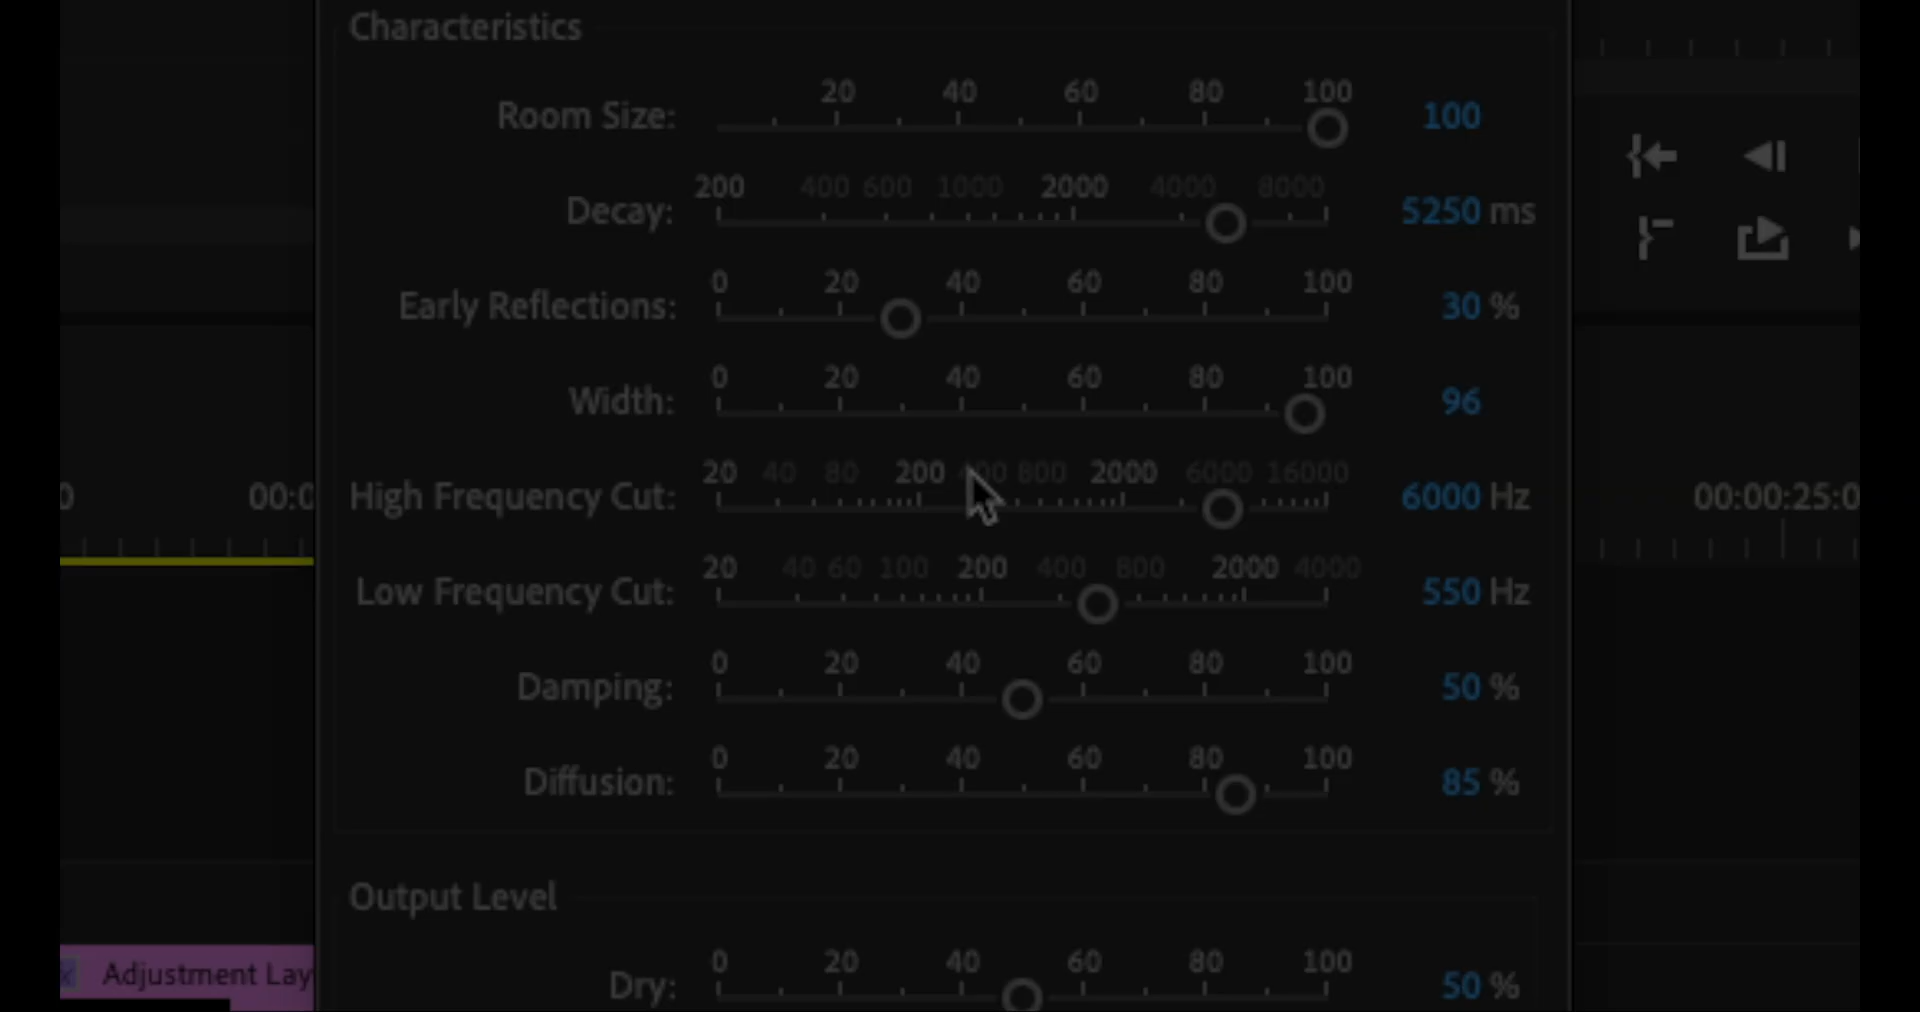 Characteristics
20 40 60 80 100
Room Size: 100
200 400 600 1000 2000 4000 8000
Decay: 5250 ms
0 20 40 60 80 100
Early Reflections: 30 %
0 20 40 60 80 100
Width: 96
20 40 80 200 400 800 2000 6000 16000
00:0 High Frequency Cut: 6000 Hz 00:00:25:0
20 40 60 100 200 400 800 2000 4000
Low Frequency Cut: 550 Hz
0 20 40 60 80 100
Damping: 50 %
0 20 40 60 80 100
Diffusion: 85 %
Output Level
0 20 40 60 80 100
Adjustment Lay
Dry: 50 %